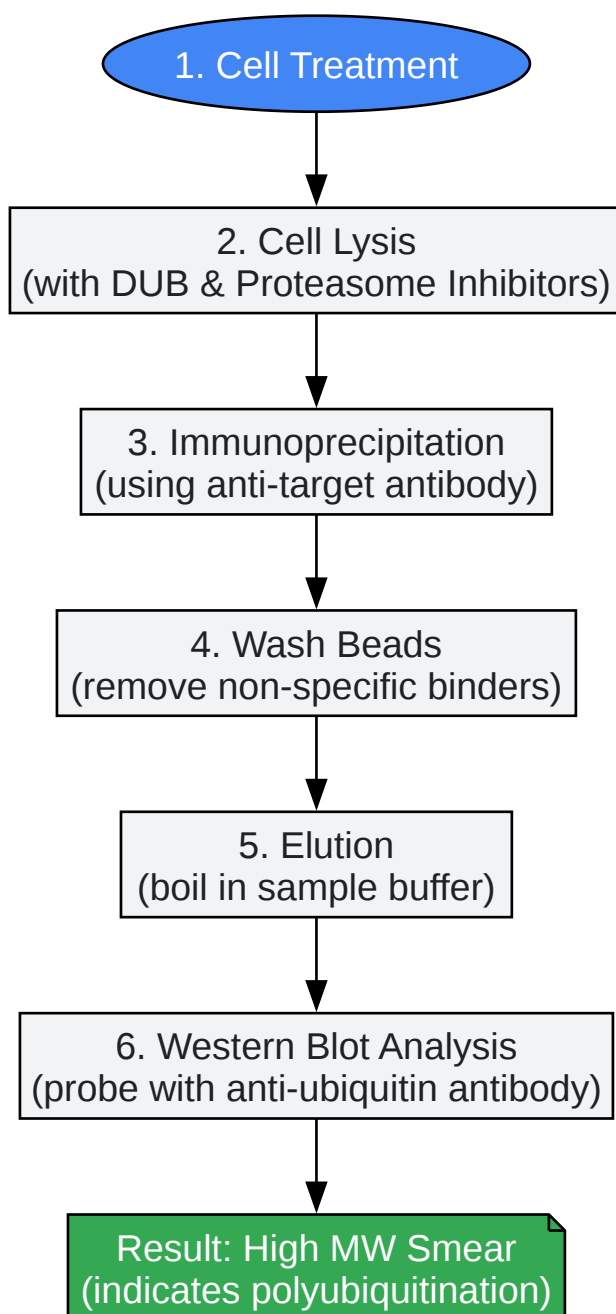 1. Cell Treatment
2. Cell Lysis
(with DUB & Proteasome Inhibitors)
3. Immunoprecipitation
(using anti-target antibody)
4. Wash Beads
(remove non-specific binders)
5. Elution
(boil in sample buffer)
6. Western Blot Analysis
(probe with anti-ubiquitin antibody)
Result: High MW Smear
(indicates polyubiquitination)